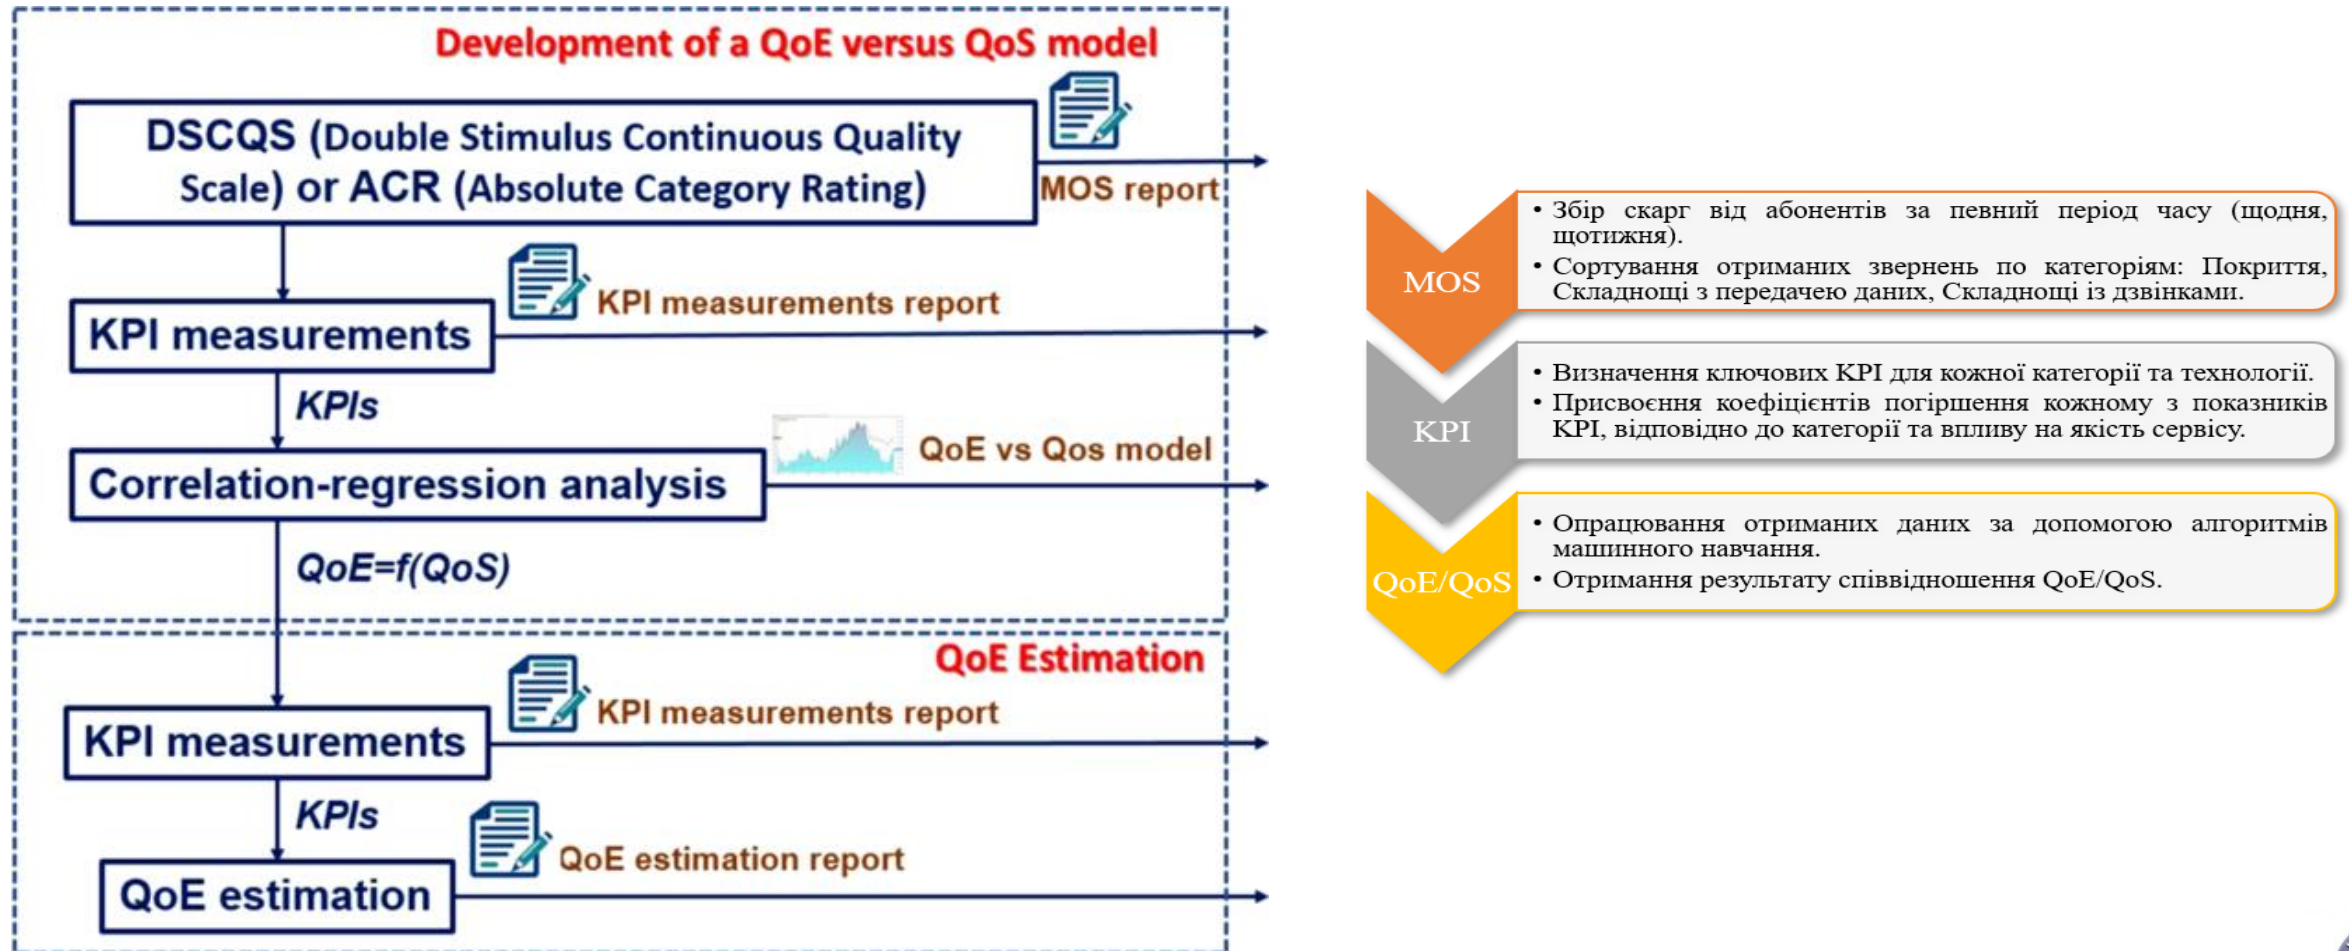 Development of a QoE versus QoS model
DSCQS (Double Stimulus Continuous Quality
Scale) or ACR (Absolute Category Rating)
MOS report
KPI measurements report
KPI measurements
KPIs
QoE vs Qos model
Correlation-regression analysis
QoE=f(QoS)
QoE Estimation
KPI measurements report
KPI measurements
KPIs
QoE estimation report
QoE estimation
MOS
• Збір скарг від абонентів за певний період часу (щодня,
щотижня).
• Сортування отриманих звернень по категоріям: Покриття,
Складнощі з передачею даних, Складнощі із дзвінками.
KPI
• Визначення ключових KPI для кожної категорії та технології.
• Присвоєння коефіцієнтів погіршення кожному з показників
KPI, відповідно до категорії та впливу на якість сервісу.
QoE/QoS
• Опрацювання отриманих даних за допомогою алгоритмів
машинного навчання.
• Отримання результату співвідношення QoE/QoS.